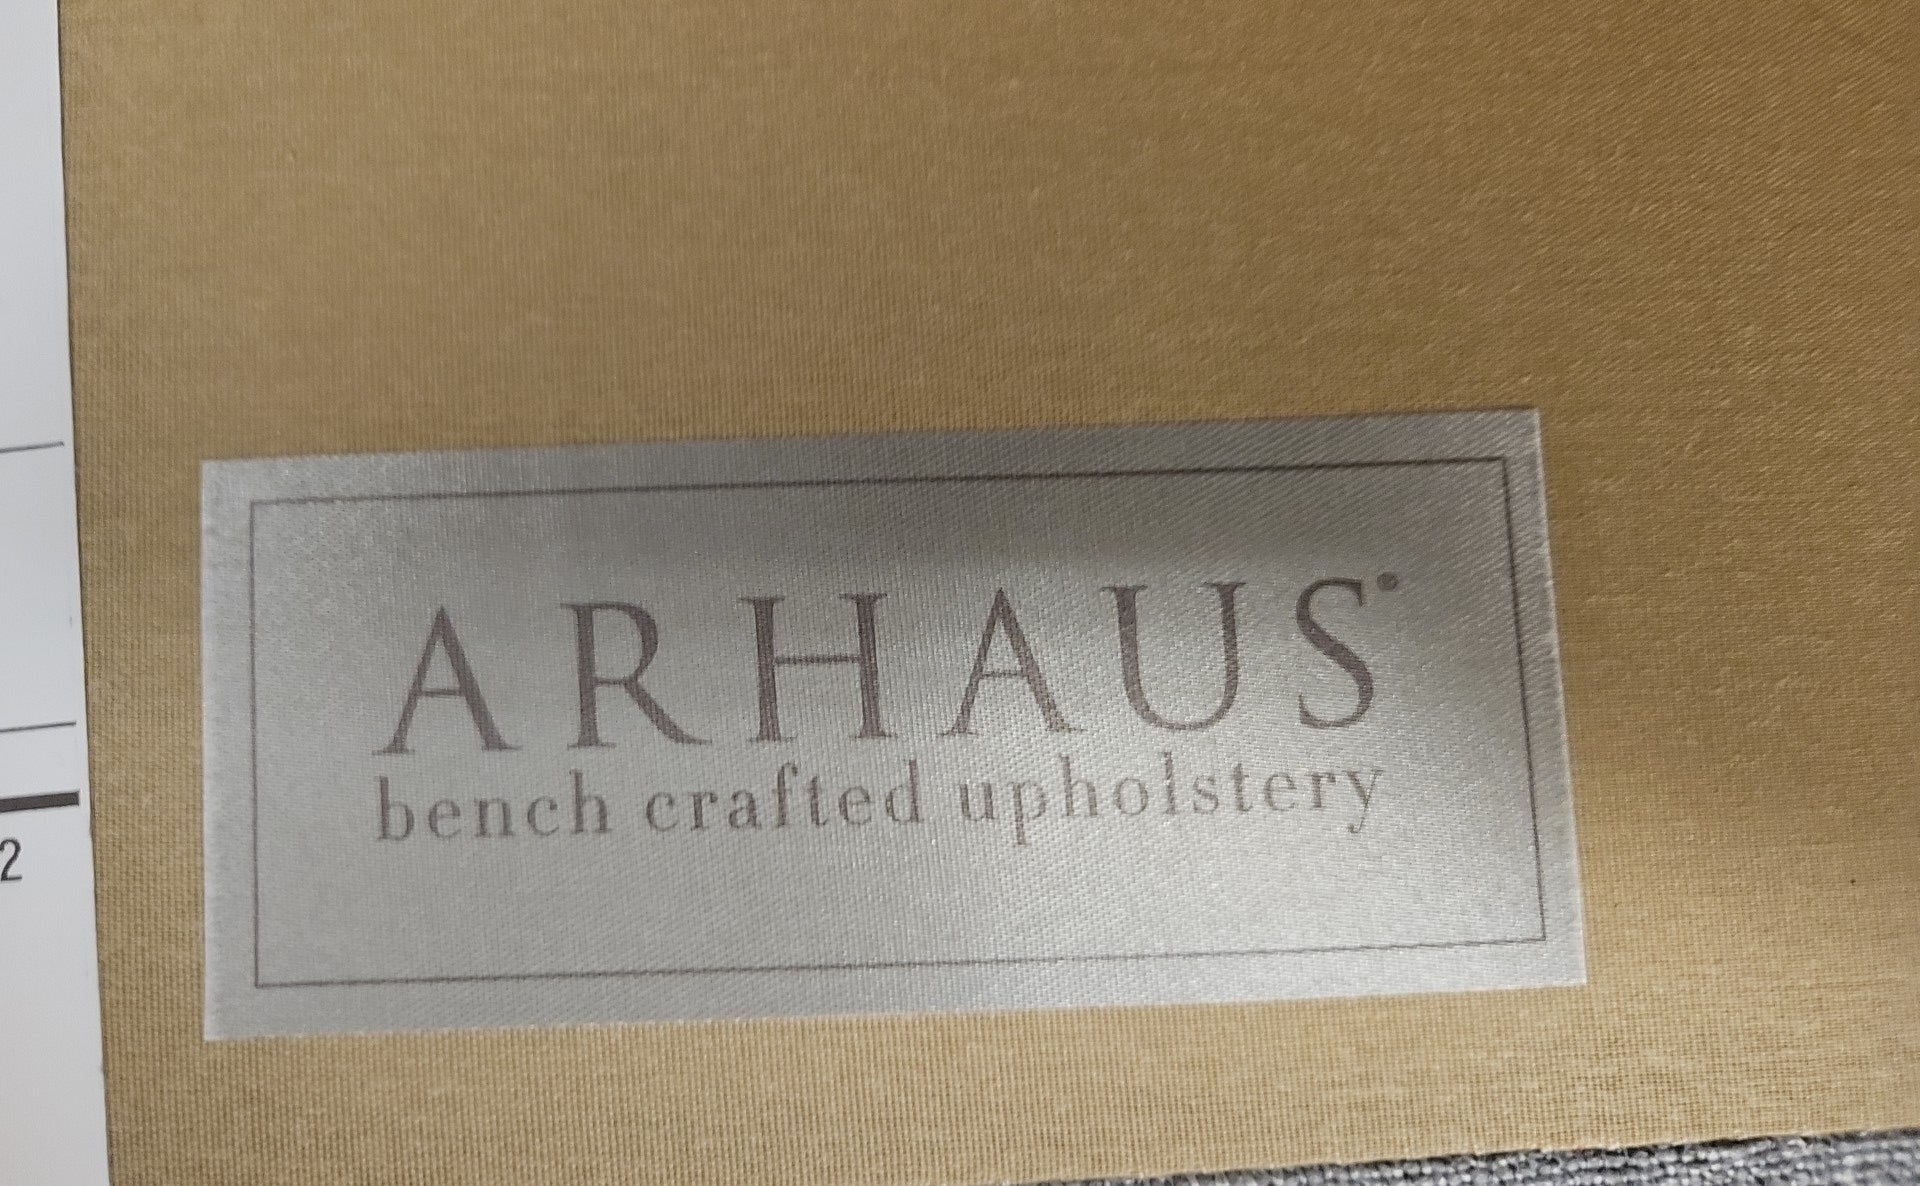 ARHAUS
bench crafted upholstery
2